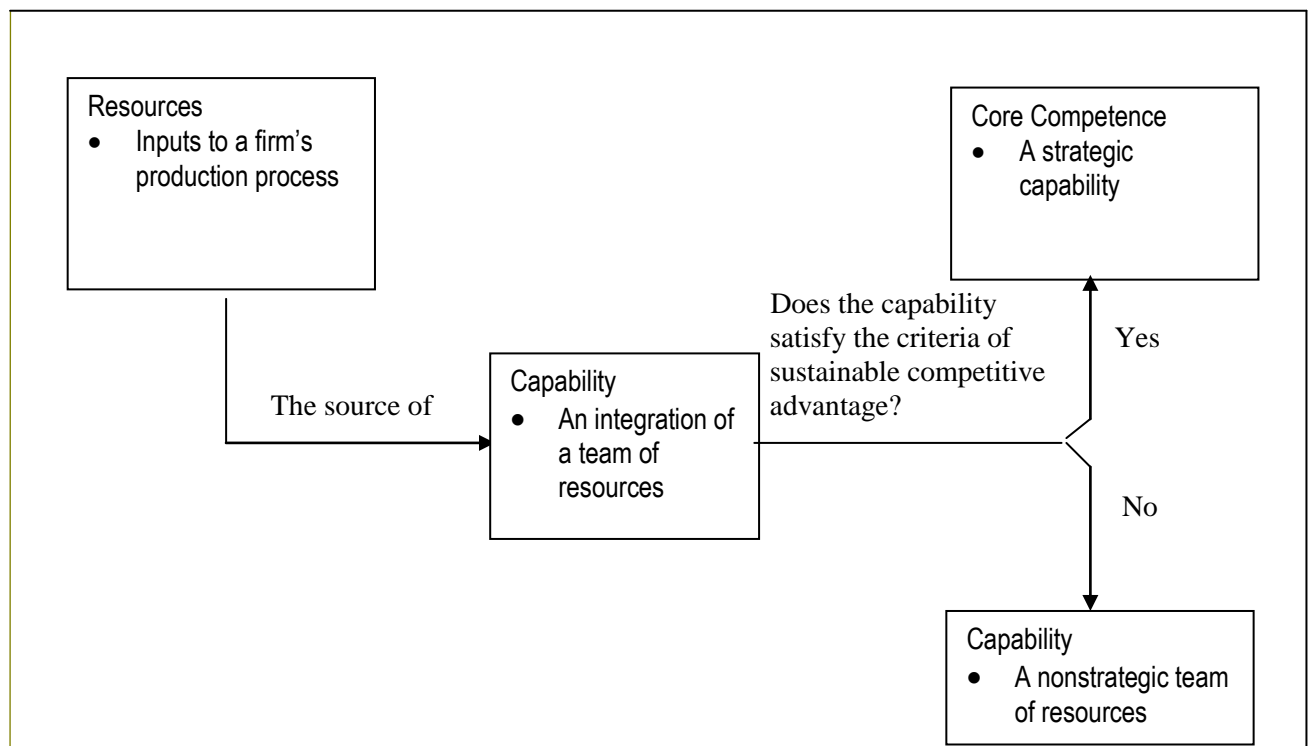 Resources
● Inputs to a firm’s
production process
The source of
Capability
● An integration of
a team of
resources
Does the capability
satisfy the criteria of
sustainable competitive
advantage?
Yes
Core Competence
● A strategic
capability
No
Capability
● A nonstrategic team
of resources